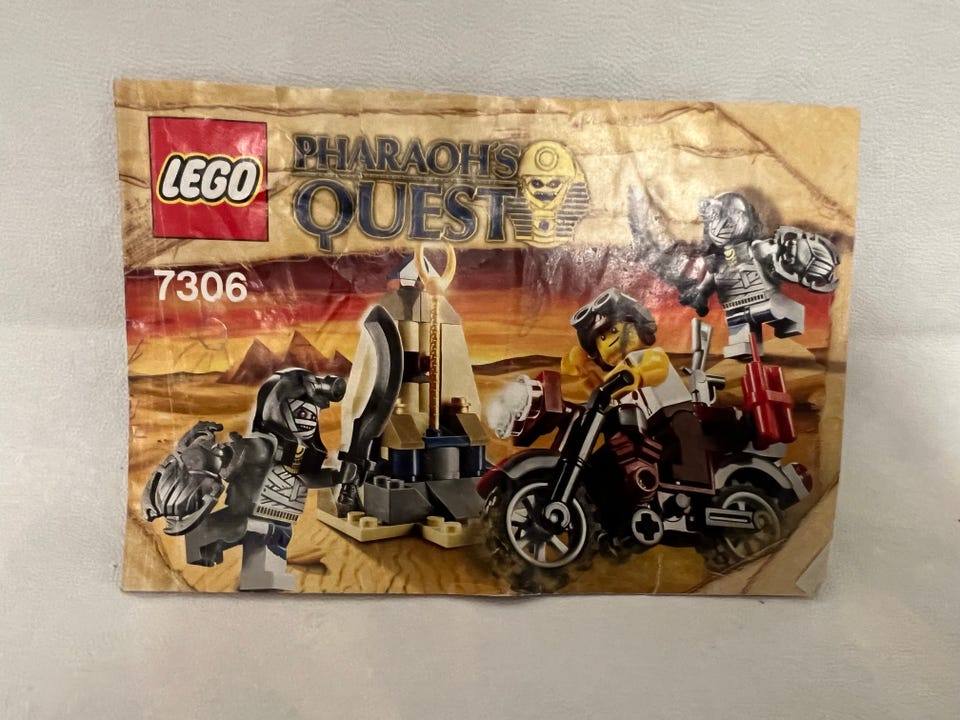 LEGO
PHARAOH'S
QUEST
7306